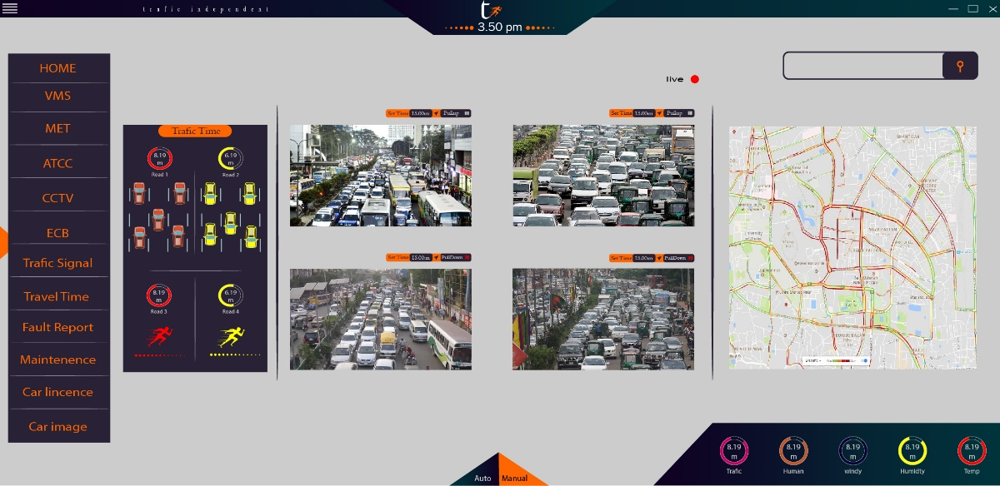 trafic independent
t
3.50 pm
HOME
VMS
MET
ATCC
CCTV
ECB
Trafic Signal
Travel Time
Fault Report
Maintenence
Car lincence
Car image
live
Trafic Time
8.19 m
Road 1
6.19 m
Road 2
8.19 m
Road 3
6.19 m
Road 4
Set Time 15.00m Pullup
Set Time 15.00m Pullup
Set Time 15.00m PullDown
Set Time 15.00m PullDown
SHANTI BAGH
NAYA PALTAN
Auto Manual
8.19 m
Trafic
8.19 m
Human
8.19 m
windy
8.19 m
Humidty
8.19 m
Temp